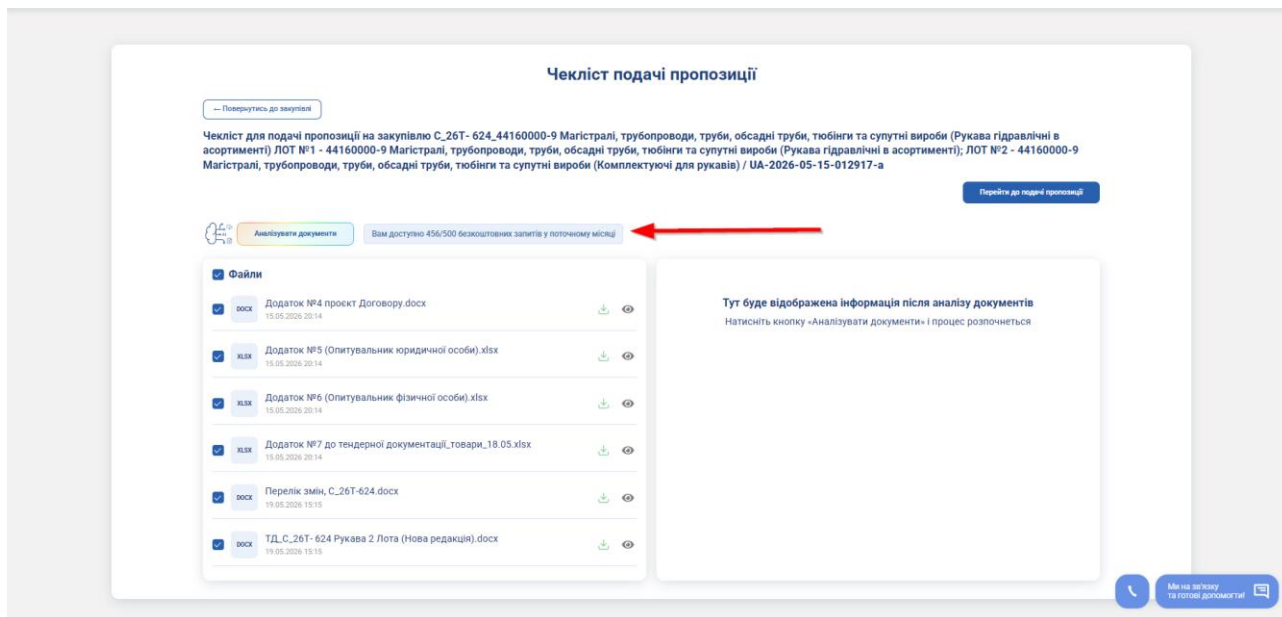 Чекліст подачі пропозиції
← Повернутись до закупівлі
Чекліст для подачі пропозиції на закупівлю С_26Т- 624_44160000-9 Магістралі, трубопроводи, труби, обсадні труби, тюбінги та супутні вироби (Рукава гідравлічні в
асортименті) ЛОТ №1 - 44160000-9 Магістралі, трубопроводи, труби, обсадні труби, тюбінги та супутні вироби (Рукава гідравлічні в асортименті); ЛОТ №2 - 44160000-9
Магістралі, трубопроводи, труби, обсадні труби, тюбінги та супутні вироби (Комплектуючі для рукавів) / UA-2026-05-15-012917-a
Перейти до подачі пропозиції
Аналізувати документи
Вам доступно 456/500 безкоштовних запитів у поточному місяці
Файли
DOCX
Додаток №4 проєкт Договору.docx
15.05.2026 20:14
XLSX
Додаток №5 (Опитувальник юридичної особи).xlsx
15.05.2026 20:14
XLSX
Додаток №6 (Опитувальник фізичної особи).xlsx
15.05.2026 20:14
XLSX
Додаток №7 до тендерної документації_товари_18.05.xlsx
15.05.2026 20:14
DOCX
Перелік змін, С_26Т-624.docx
19.05.2026 15:15
DOCX
ТД_С_26Т- 624 Рукава 2 Лота (Нова редакція).docx
19.05.2026 15:15
Тут буде відображена інформація після аналізу документів
Натисніть кнопку «Аналізувати документи» і процес розпочнеться
Ми на зв'язку
та готові допомогти!